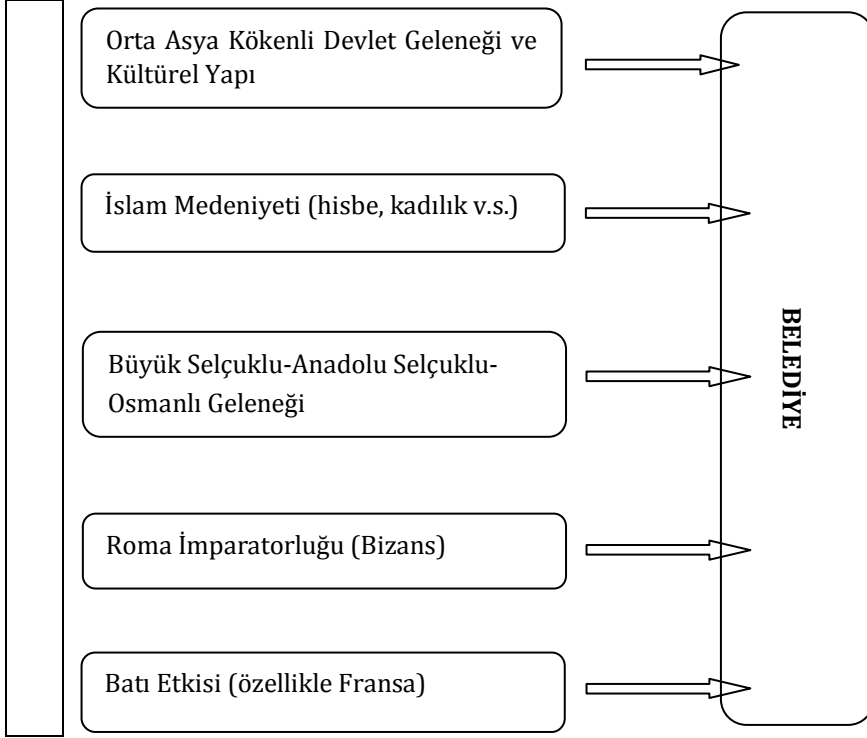 Orta Asya Kökenli Devlet Geleneği ve
Kültürel Yapı
İslam Medeniyeti (hisbe, kadılık v.s.)
Büyük Selçuklu-Anadolu Selçuklu-
Osmanlı Geleneği
Roma İmparatorluğu (Bizans)
Batı Etkisi (özellikle Fransa)
BELEDİYE